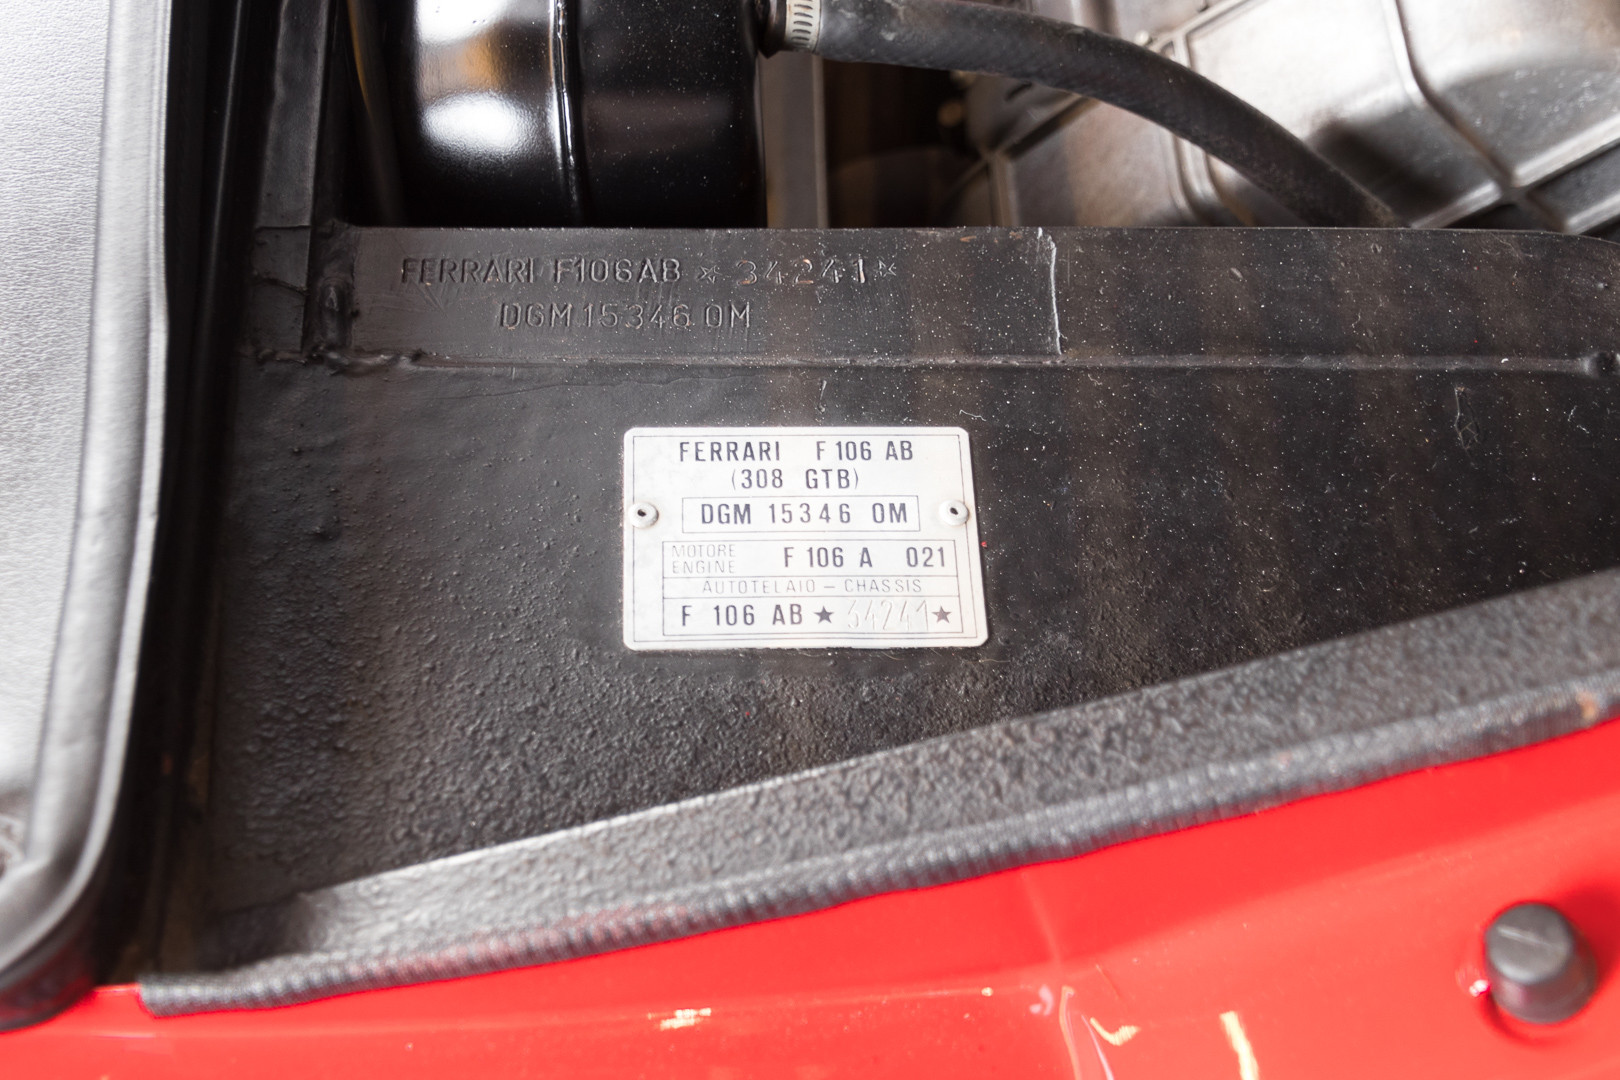 FERRARI F106AB ☆34241☆
DGM 15346 OM
FERRARI F 106 AB
(308 GTB)
DGM 15346 OM
MOTORE
ENGINE
F 106 A 021
AUTOTELAIO – CHASSIS
F 106 AB ★ 34241 ★